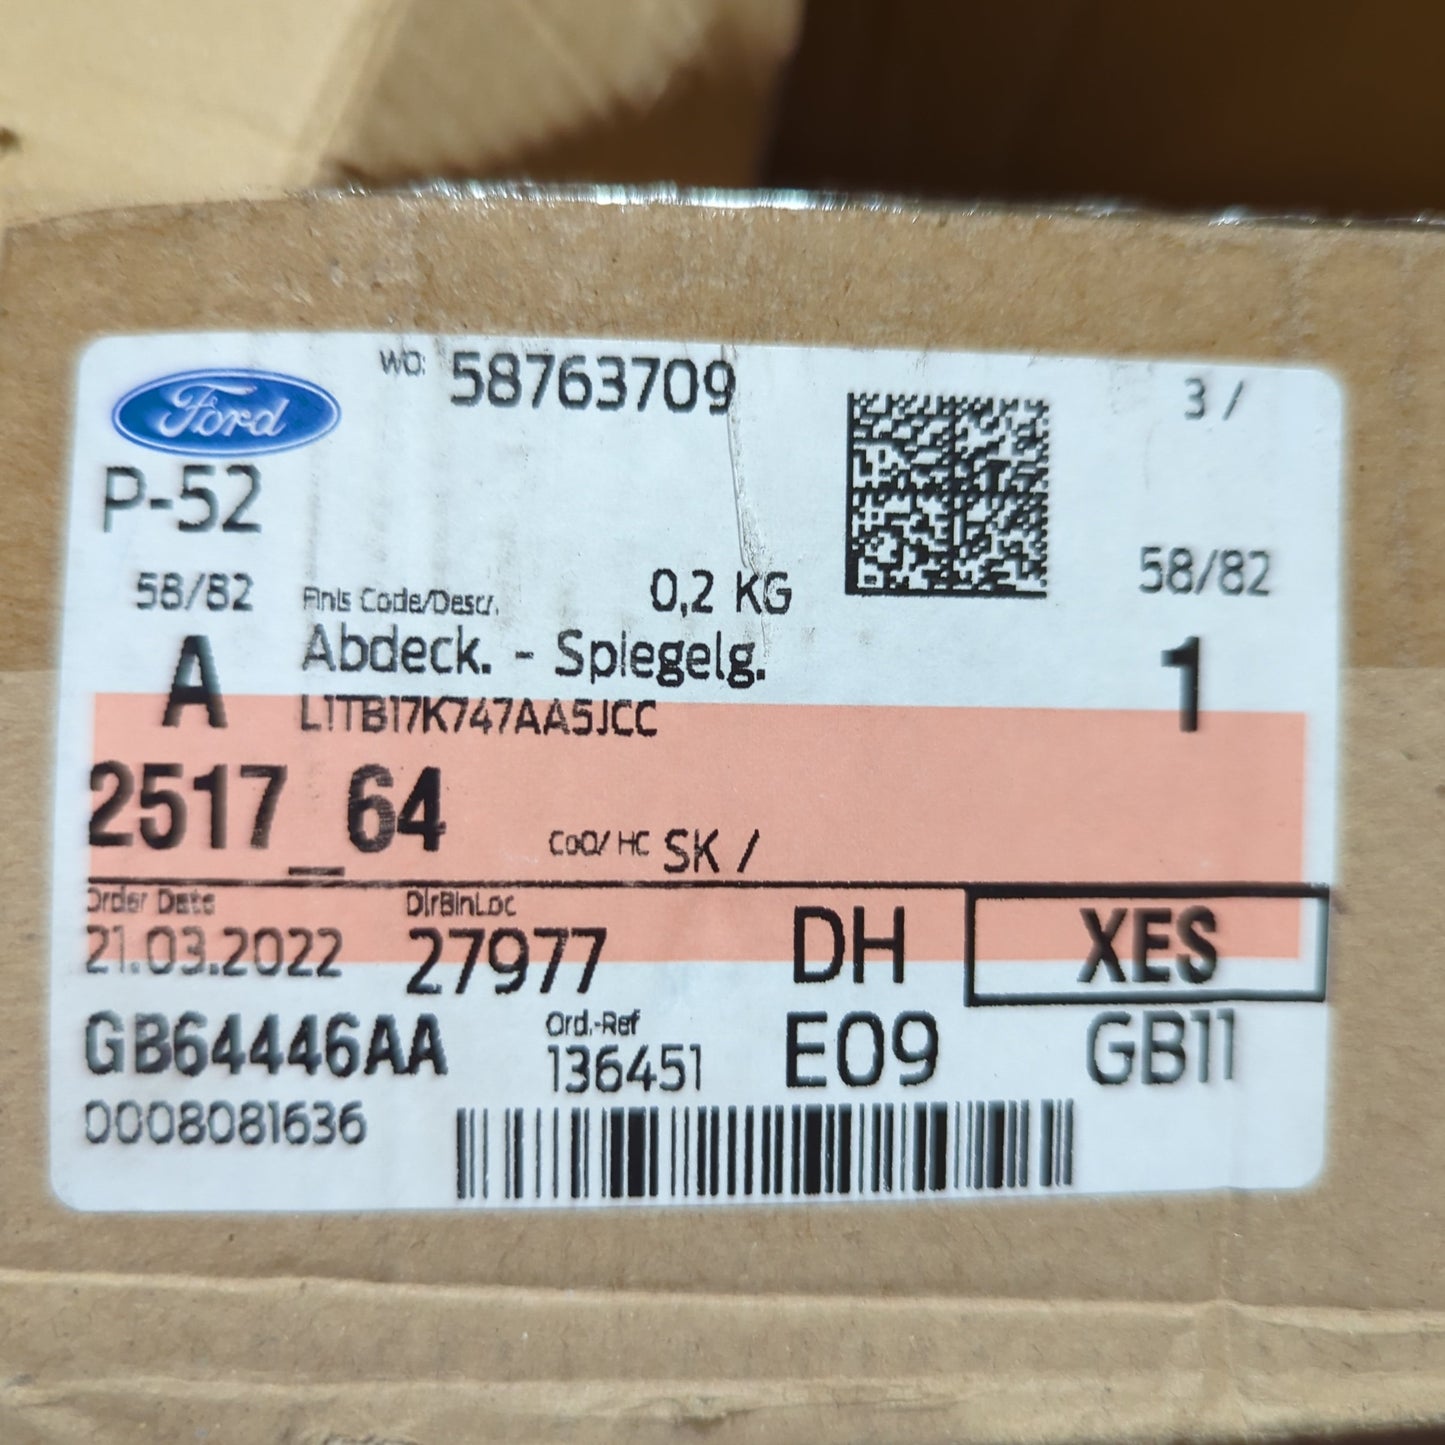 Ford
WO: 58763709
3 /
P-52
58/82
Finis Code/Descr.
0,2 KG
58/82
A
Abdeck. - Spiegelg.
1
L1TB17K747AA5JCC
2517_64
CoO/ HC SK /
Order Date
DlrBinLoc
21.03.2022
27977
DH
XES
GB64446AA
Ord.-Ref
136451
E09
GB11
0008081636